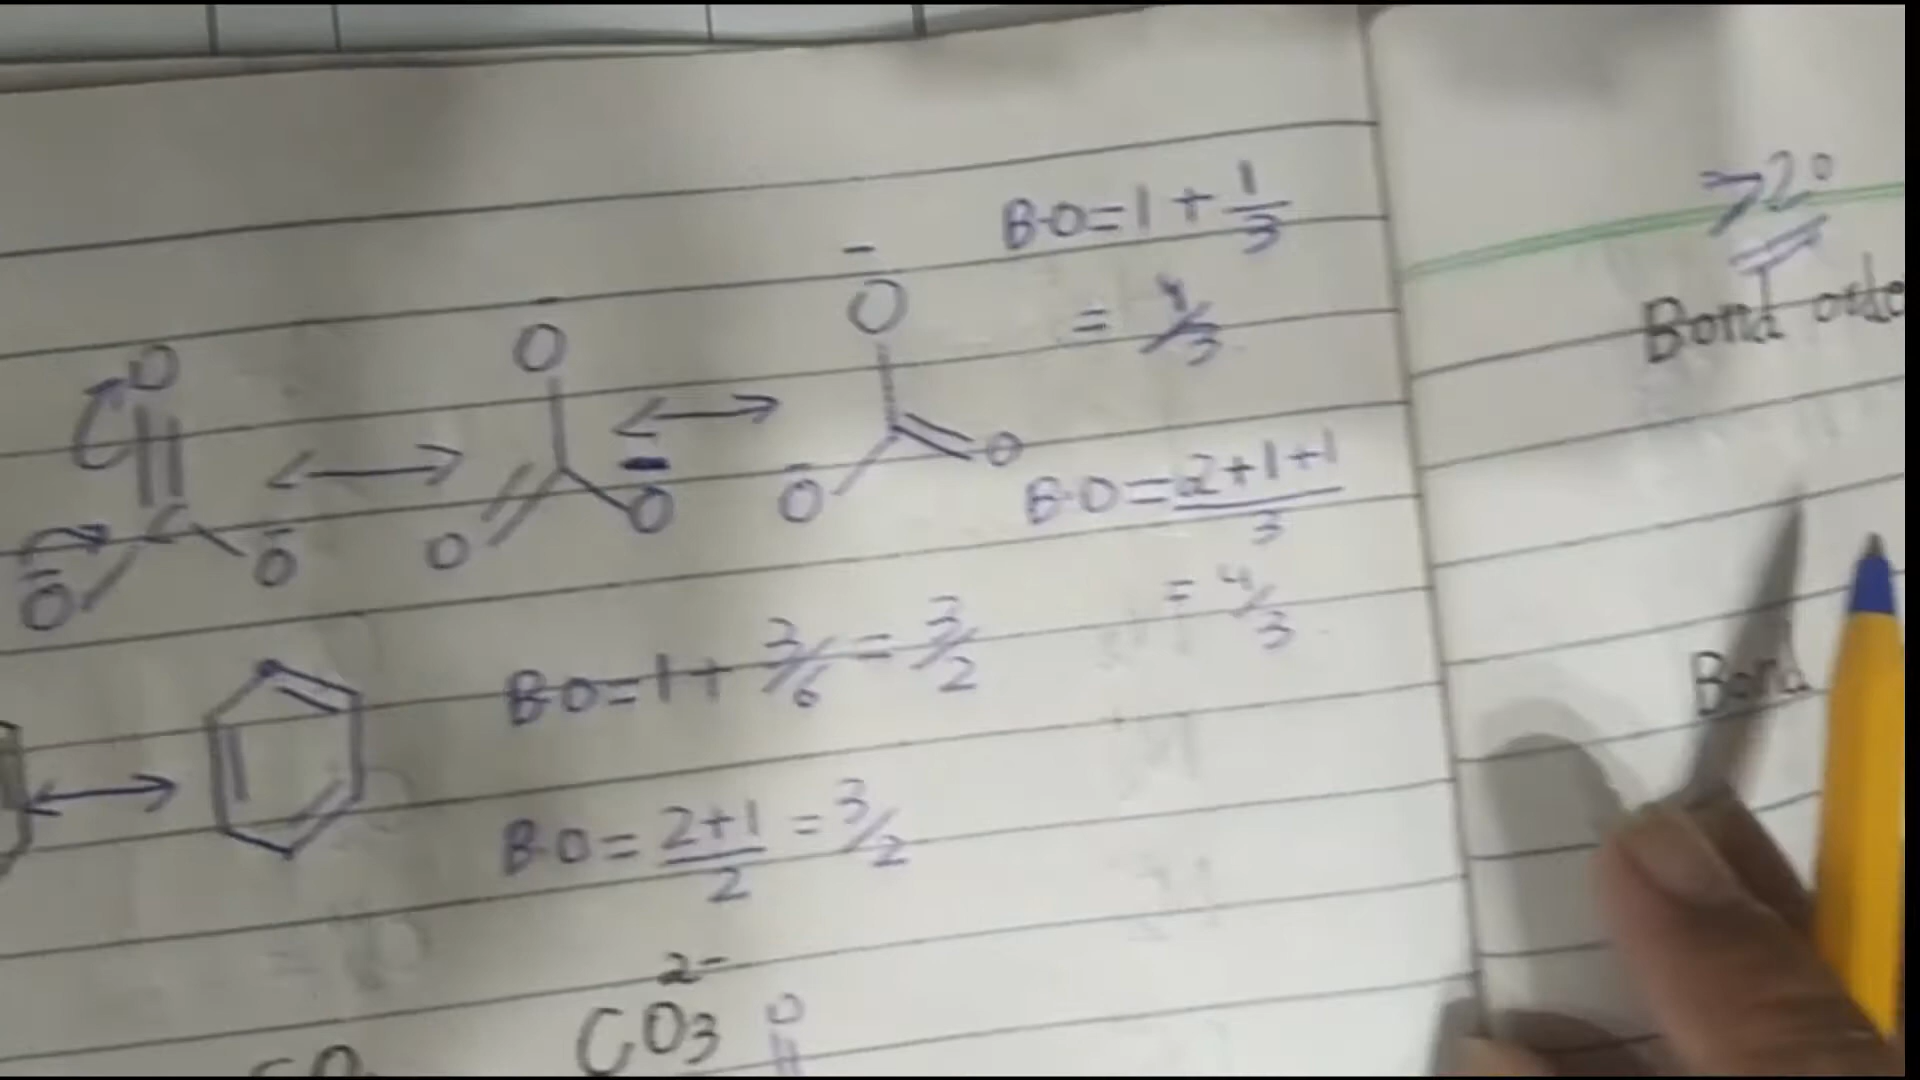 B.O = 1 + 1/3
= 4/3
O
O
O
C
O
O
O
O
O
O
O
B.O = 2+1+1/3
= 4/3
B.O = 1 + 3/6 = 3/2
B.O = 2+1/2 = 3/2
CO3 2-
O
Bond
Bond